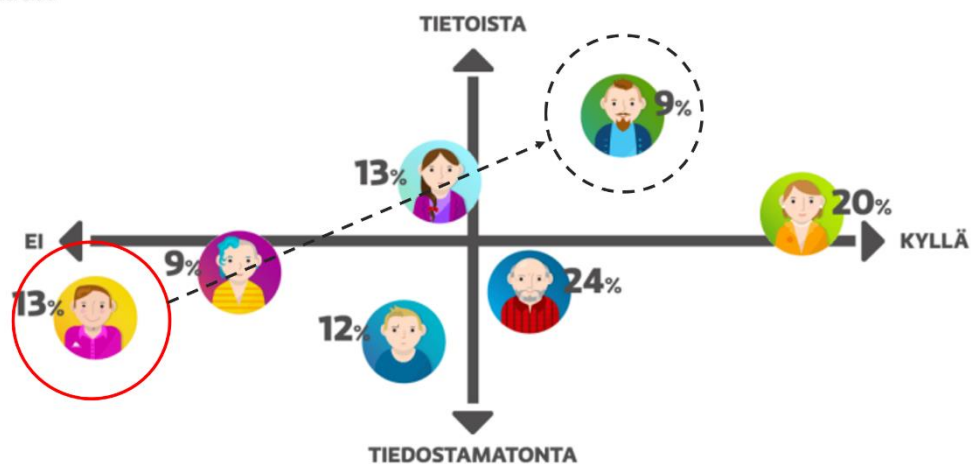 TIETOISTA
9%
13%
20%
EI
KYLLÄ
9%
13%
24%
12%
TIEDOSTAMATONTA